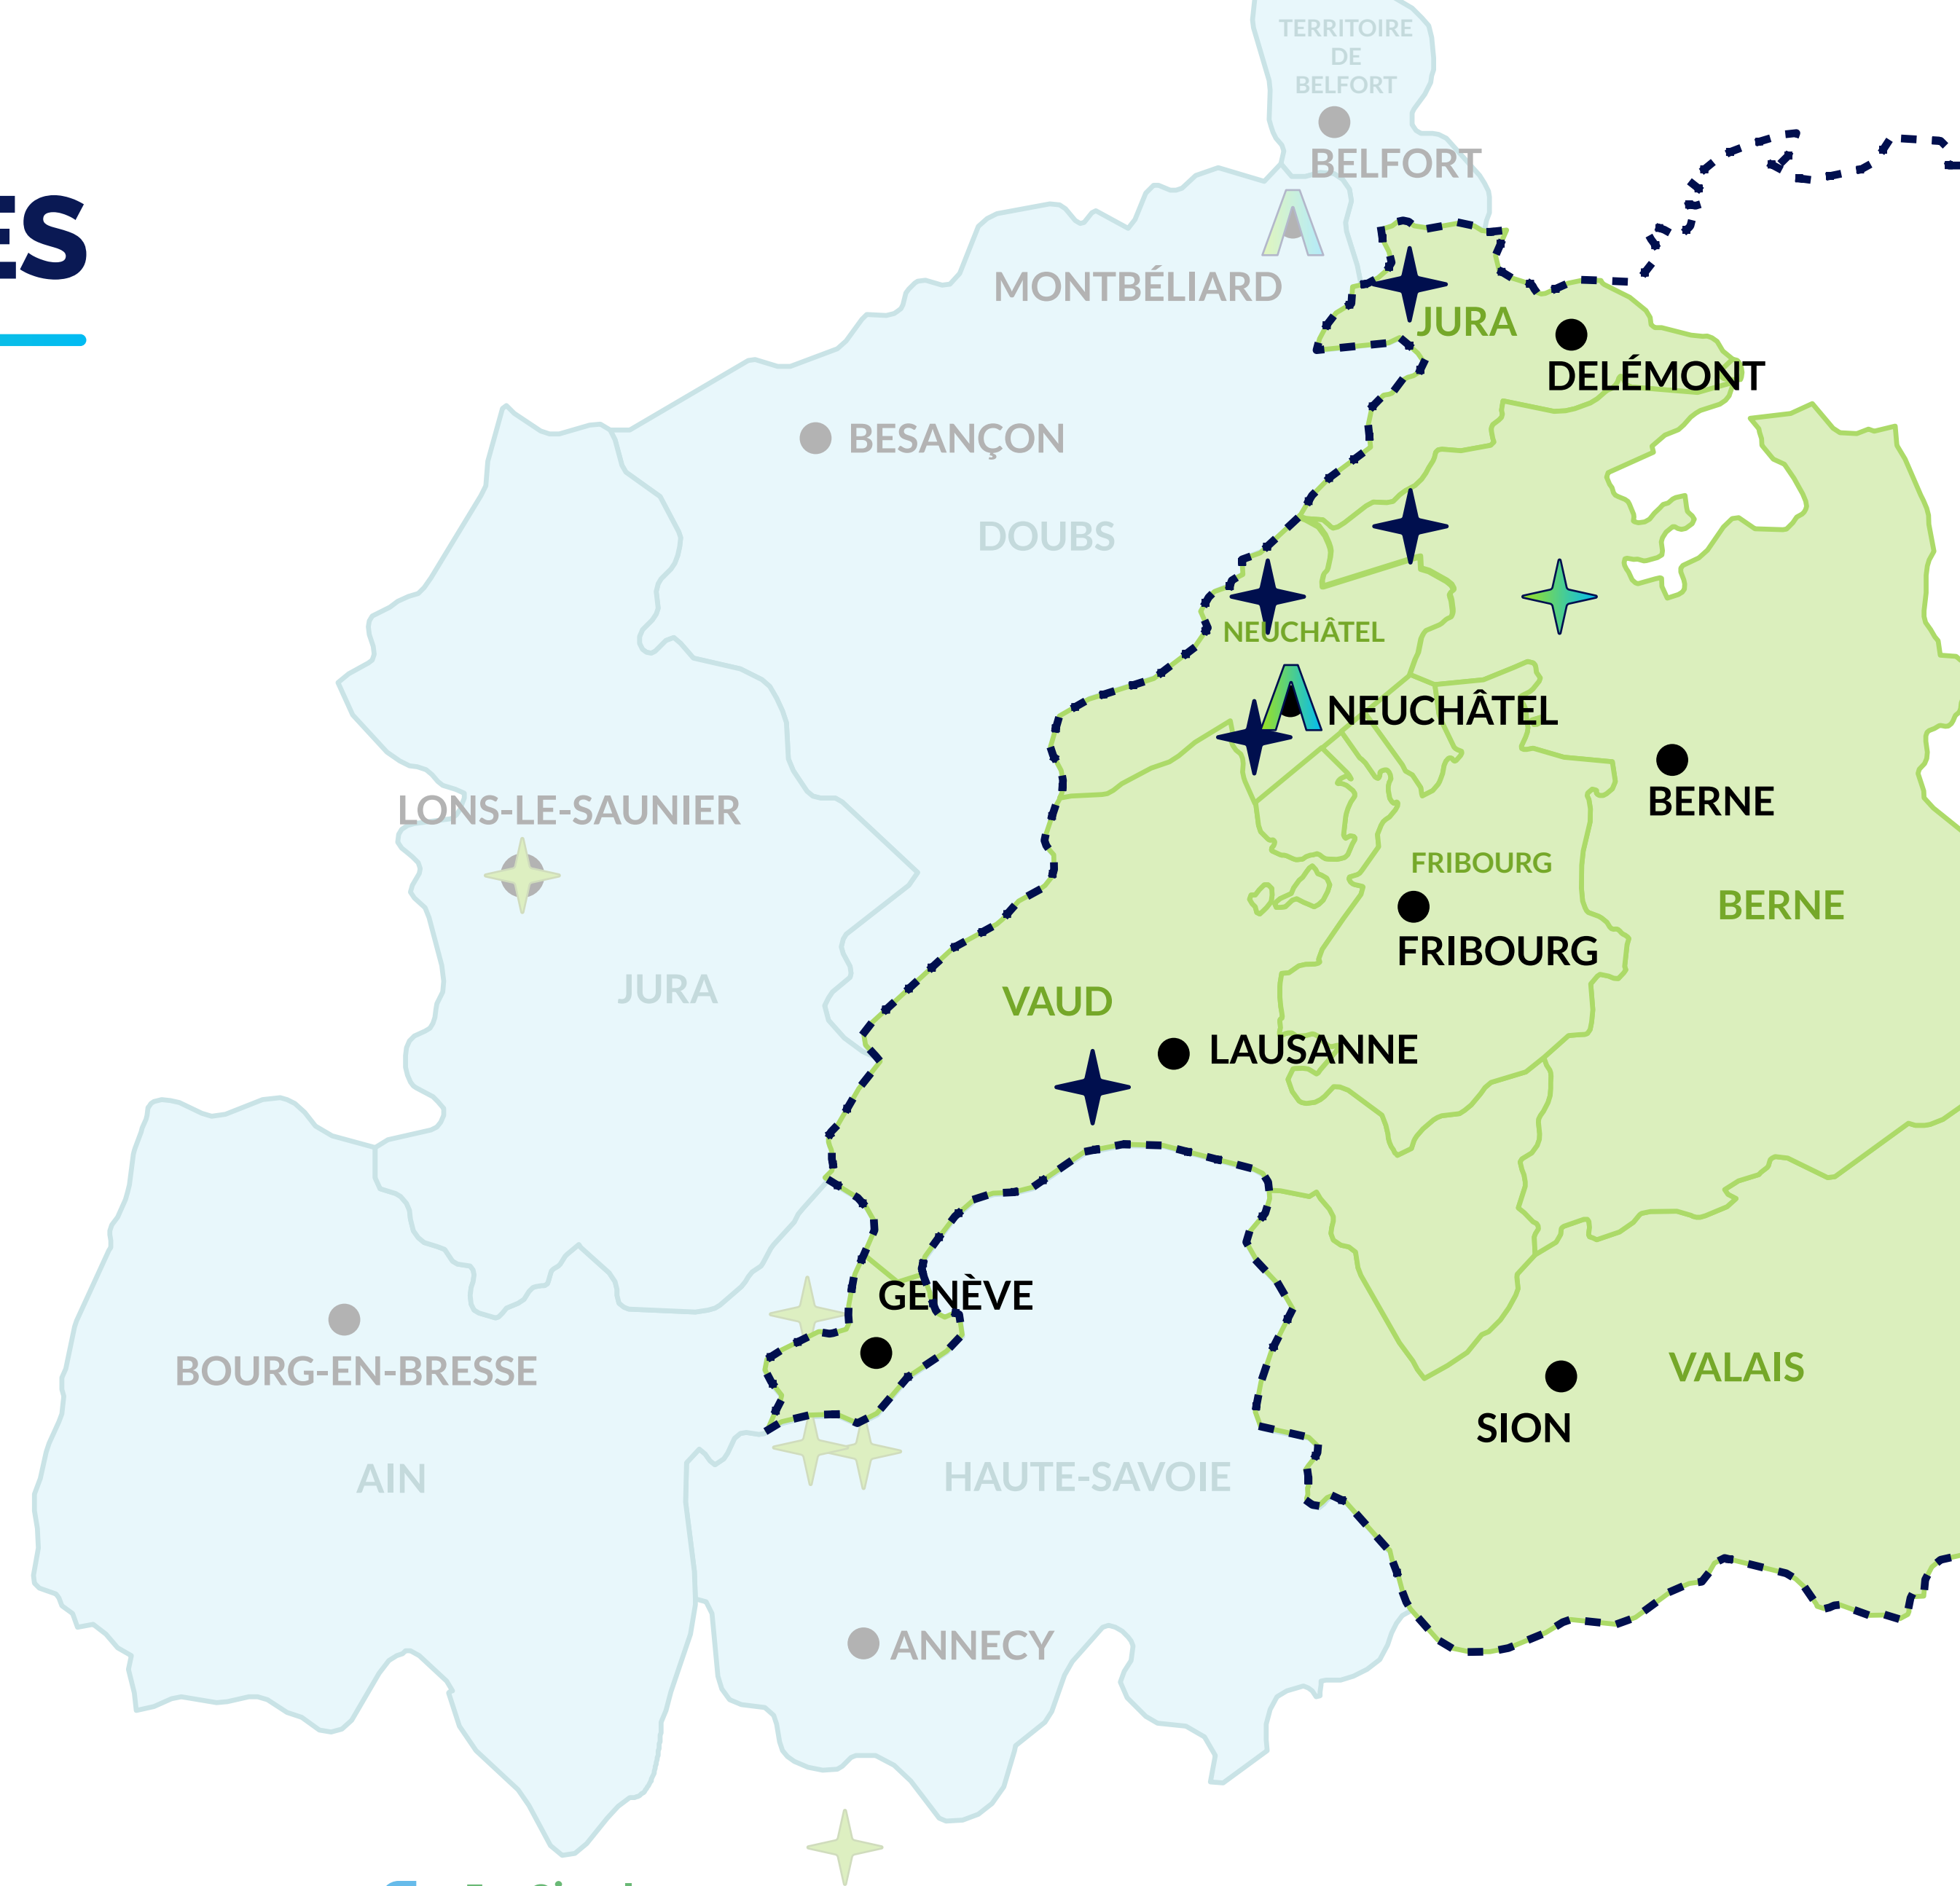 TERRITOIRE
DE
BELFORT
BELFORT
ES
MONTBÉLIARD
JURA
DELÉMONT
BESANÇON
DOUBS
NEUCHÂTEL
NEUCHÂTEL
BERNE
LONS-LE-SAUNIER
FRIBOURG
BERNE
FRIBOURG
JURA
VAUD
LAUSANNE
GENÈVE
BOURG-EN-BRESSE
VALAIS
SION
AIN
HAUTE-SAVOIE
ANNECY